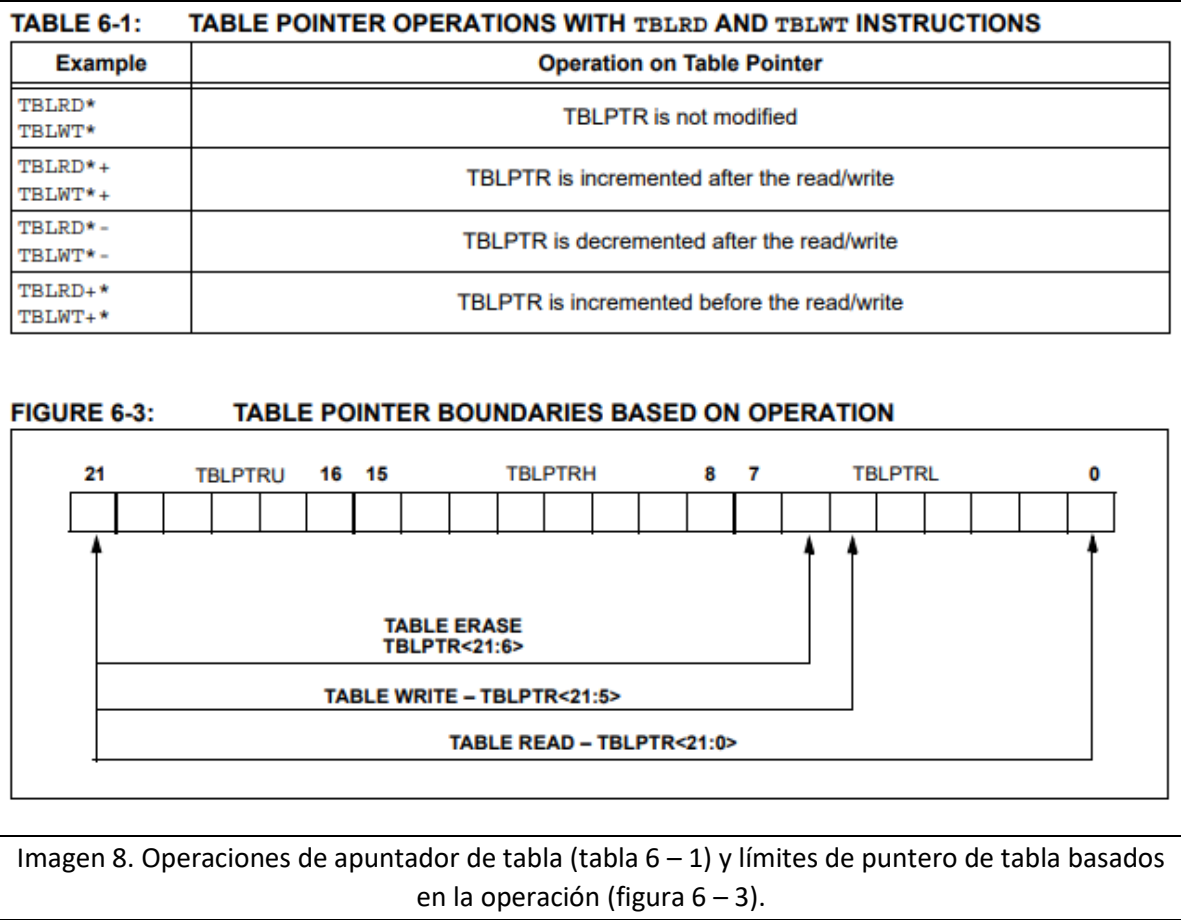 TABLE 6-1: TABLE POINTER OPERATIONS WITH TBLRD AND TBLWT INSTRUCTIONS
Example Operation on Table Pointer
TBLRD*
TBLWT*
TBLPTR is not modified
TBLRD*+
TBLWT*+
TBLPTR is incremented after the read/write
TBLRD*-
TBLWT*-
TBLPTR is decremented after the read/write
TBLRD+*
TBLWT+*
TBLPTR is incremented before the read/write
FIGURE 6-3: TABLE POINTER BOUNDARIES BASED ON OPERATION
21 TBLPTRU 16 15 TBLPTRH 8 7 TBLPTRL 0
TABLE ERASE
TBLPTR<21:6>
TABLE WRITE – TBLPTR<21:5>
TABLE READ – TBLPTR<21:0>
Imagen 8. Operaciones de apuntador de tabla (tabla 6 – 1) y límites de puntero de tabla basados
en la operación (figura 6 – 3).